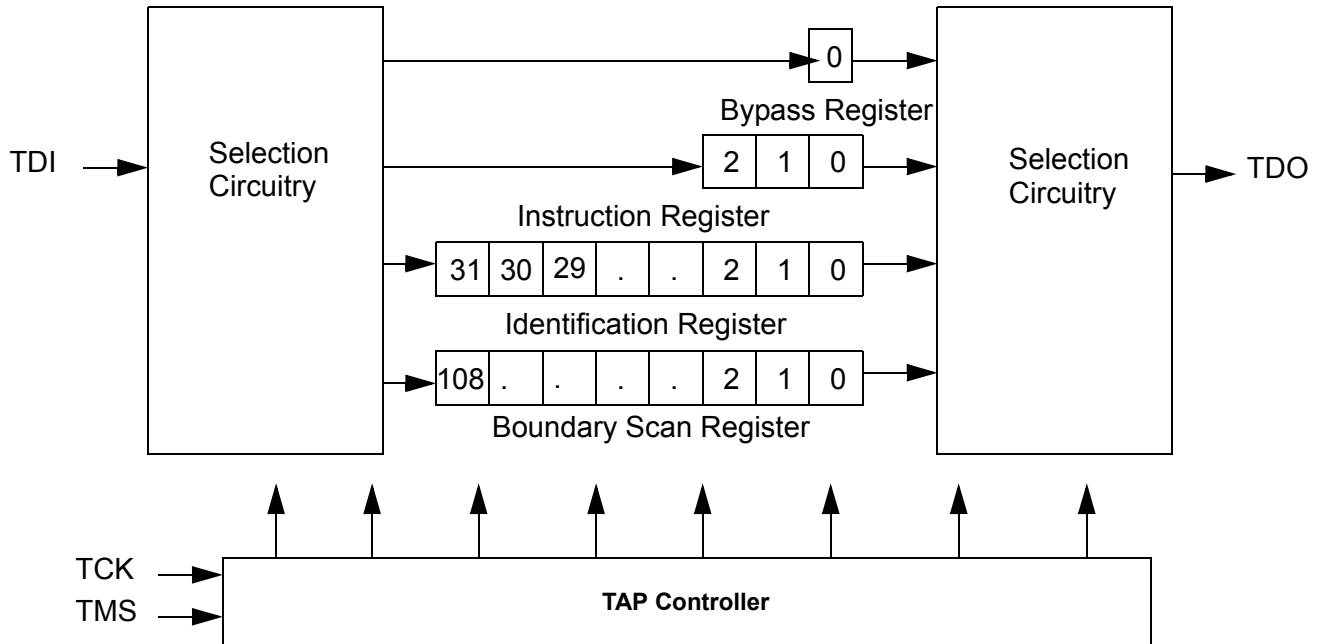 0
Bypass Register
TDI
Selection
Circuitry
2 1 0
Selection
Circuitry
TDO
Instruction Register
31 30 29 . . 2 1 0
Identification Register
108 . . . . 2 1 0
Boundary Scan Register
TCK
TMS
TAP Controller